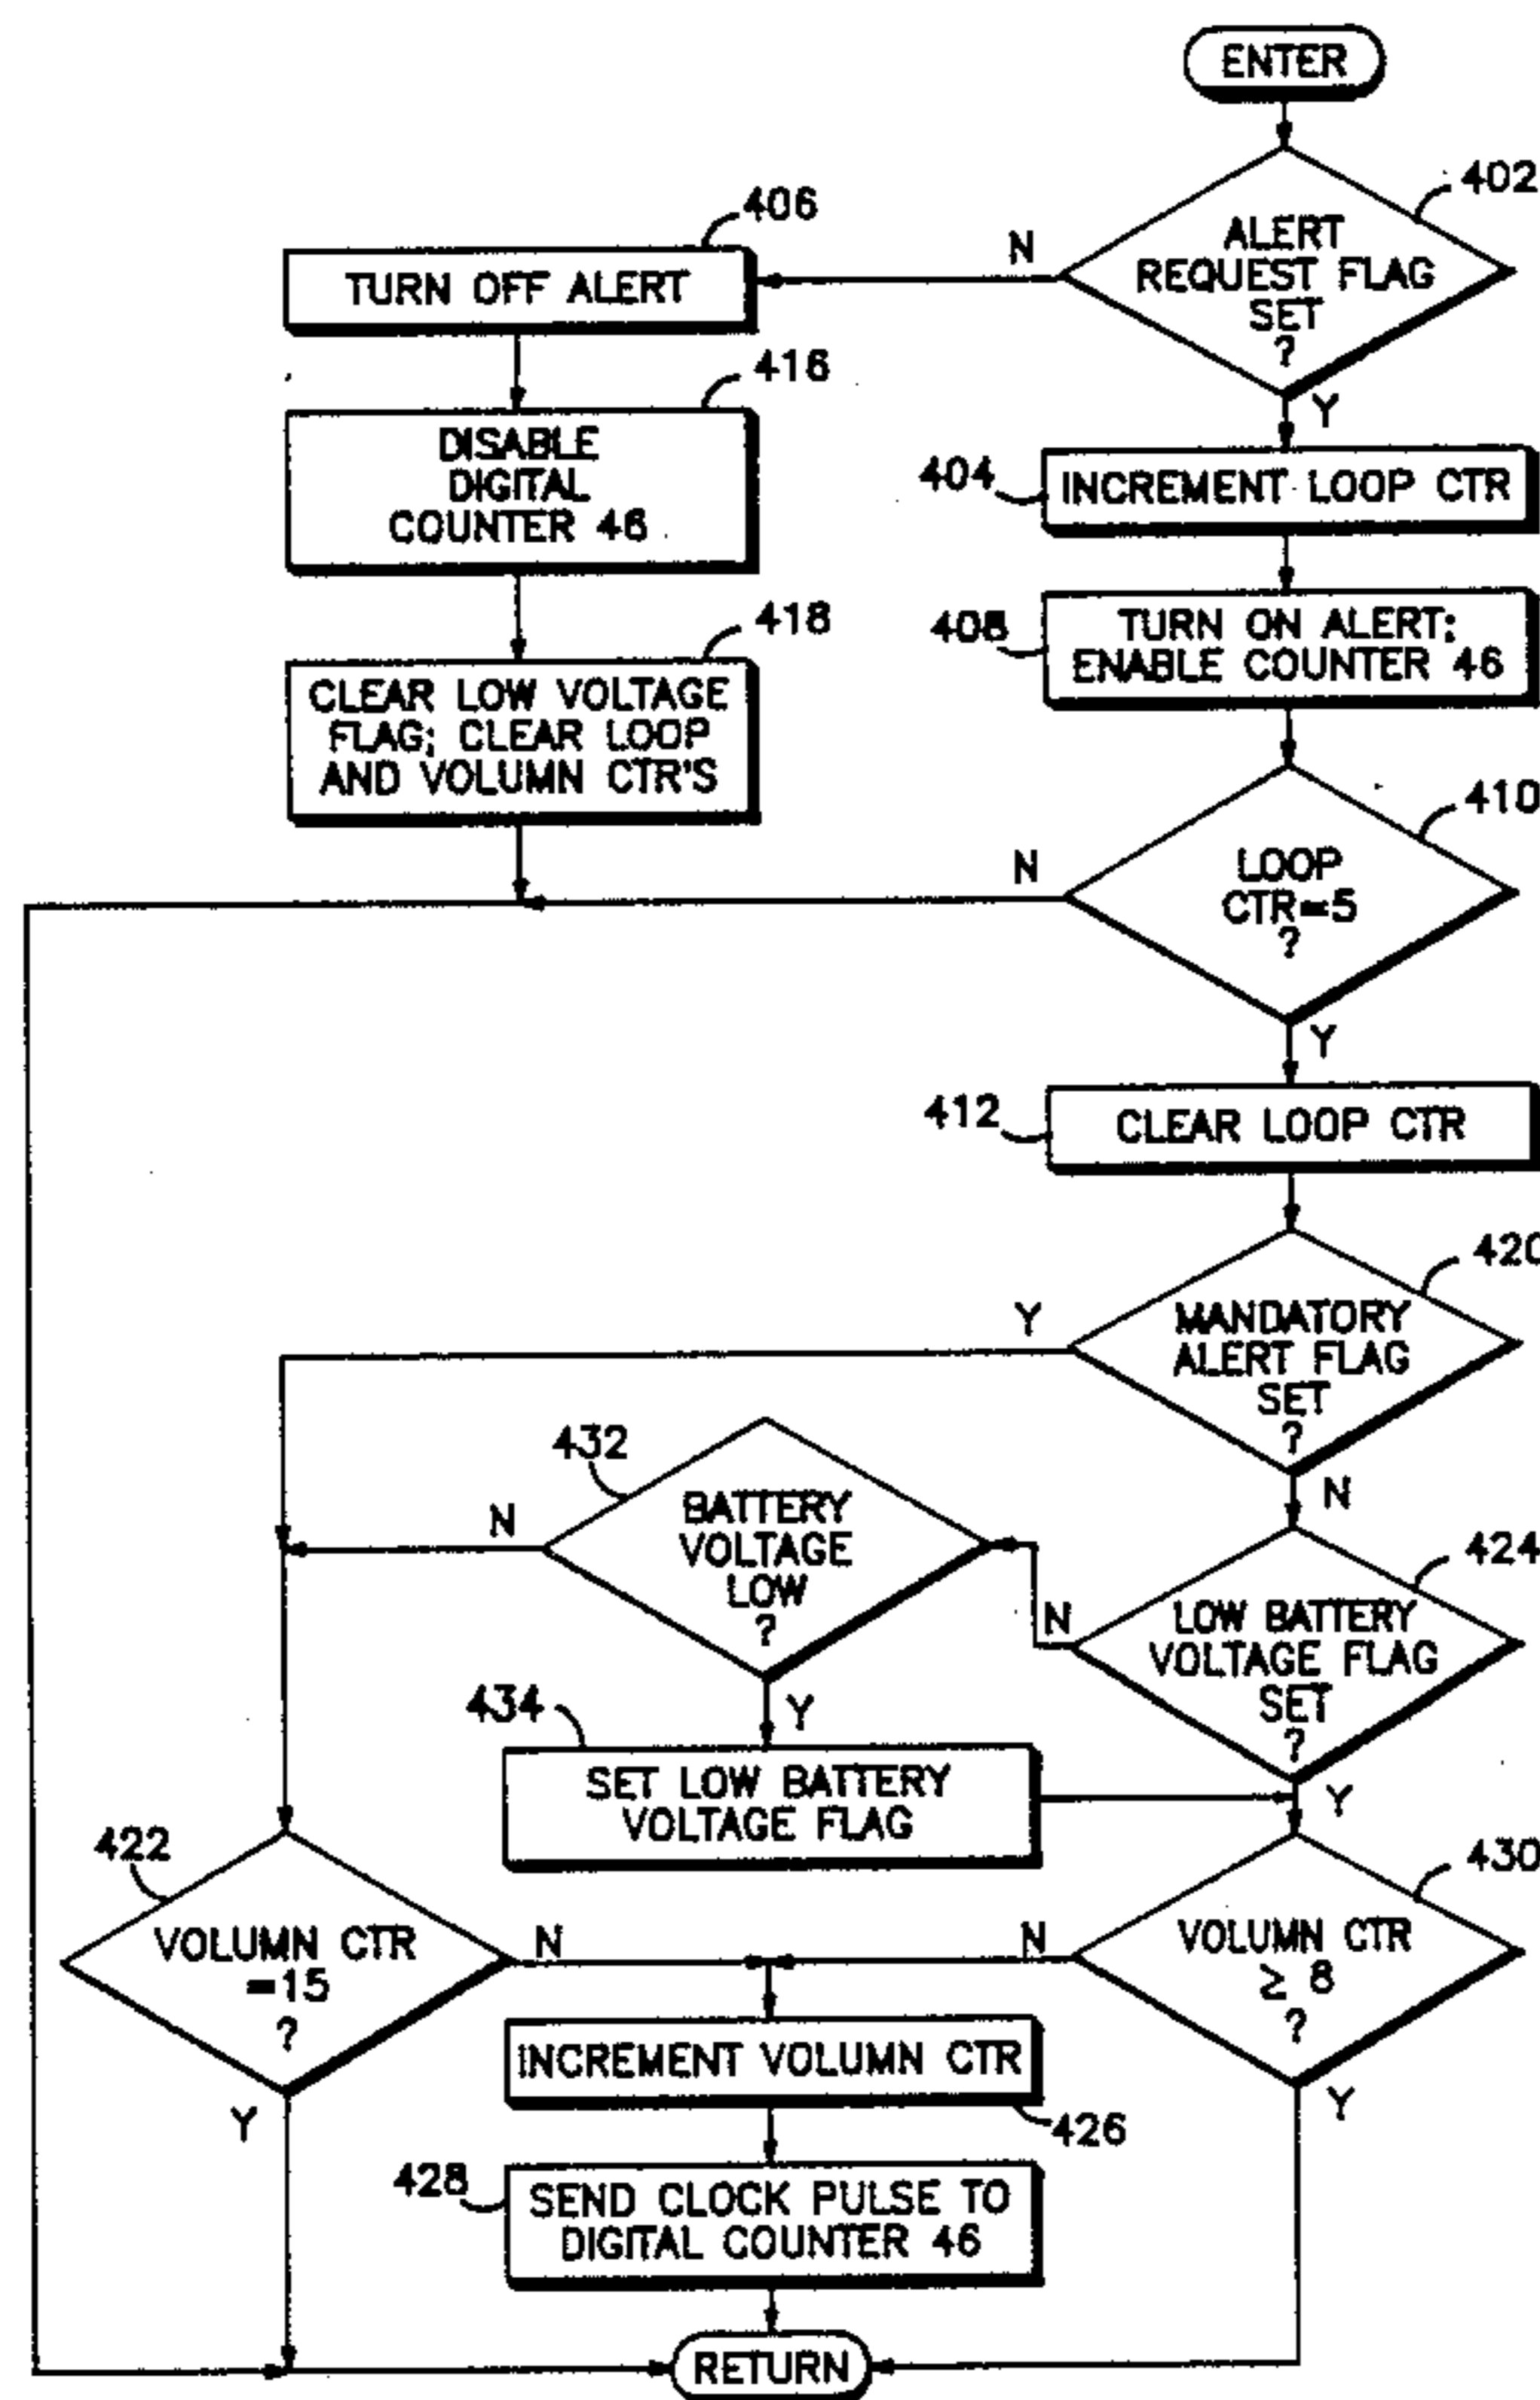 ENTER
402
ALERT
REQUEST FLAG
SET
?
N
Y
406
TURN OFF ALERT
416
DISABLE
DIGITAL
COUNTER 46
404
INCREMENT LOOP CTR
418
CLEAR LOW VOLTAGE
FLAG; CLEAR LOOP
AND VOLUMN CTR'S
408
TURN ON ALERT;
ENABLE COUNTER 46
410
LOOP
CTR=5
?
N
Y
412
CLEAR LOOP CTR
420
MANDATORY
ALERT FLAG
SET
?
Y
N
432
BATTERY
VOLTAGE
LOW
?
N
Y
424
LOW BATTERY
VOLTAGE FLAG
SET
?
N
Y
434
SET LOW BATTERY
VOLTAGE FLAG
422
VOLUMN CTR
=15
?
N
Y
430
VOLUMN CTR
≥ 8
?
N
Y
INCREMENT VOLUMN CTR
426
428
SEND CLOCK PULSE TO
DIGITAL COUNTER 46
RETURN